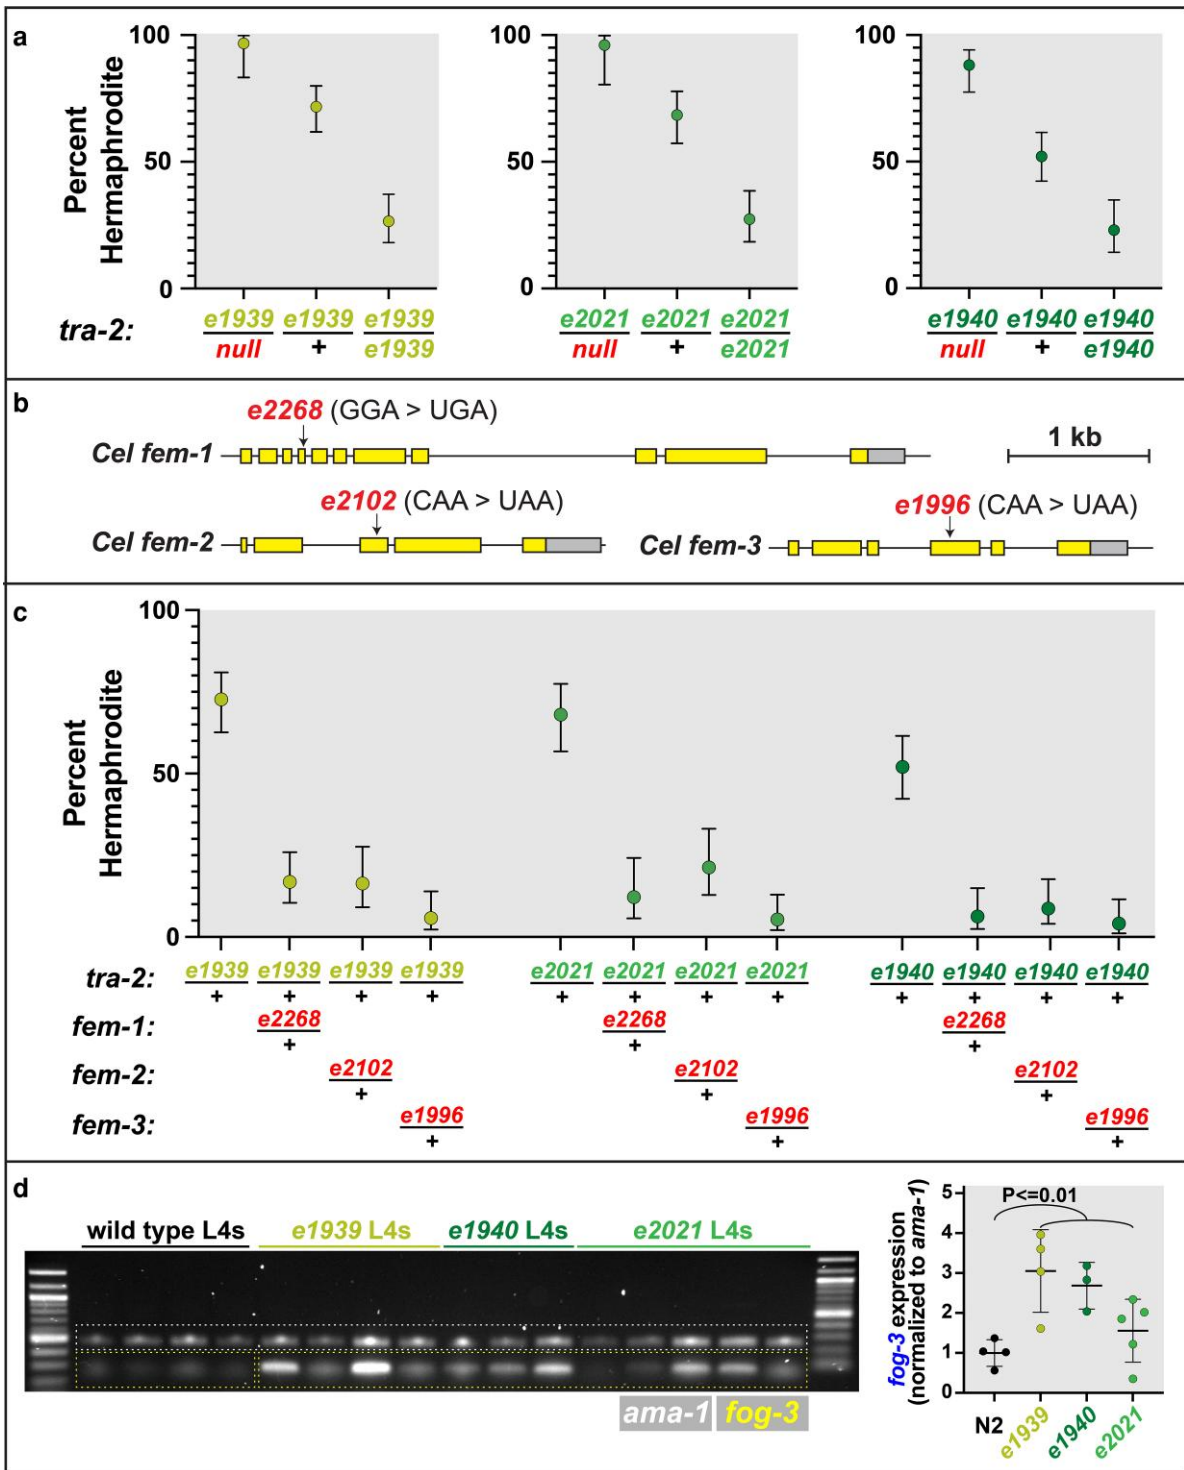 a
100
50
0
Percent
Hermaphrodite
tra-2:
e1939 e1939 e1939
null + e1939
100
50
0
e2021 e2021 e2021
null + e2021
100
50
0
e1940 e1940 e1940
null + e1940
b
e2268 (GGA > UGA)
Cel fem-1
1 kb
e2102 (CAA > UAA)
e1996 (CAA > UAA)
Cel fem-2
Cel fem-3
c
100
50
0
Percent
Hermaphrodite
tra-2: e1939 e1939 e1939 e1939 e2021 e2021 e2021 e2021 e1940 e1940 e1940 e1940
+ + + + + + + + + + + +
fem-1: e2268 e2268 e2268
+ + +
fem-2: e2102 e2102 e2102
+ + +
fem-3: e1996 e1996 e1996
+ + +
d
wild type L4s e1939 L4s e1940 L4s e2021 L4s
ama-1 fog-3
fog-3 expression
(normalized to ama-1)
5
4
3
2
1
0
P<=0.01
N2 e1939 e1940 e2021